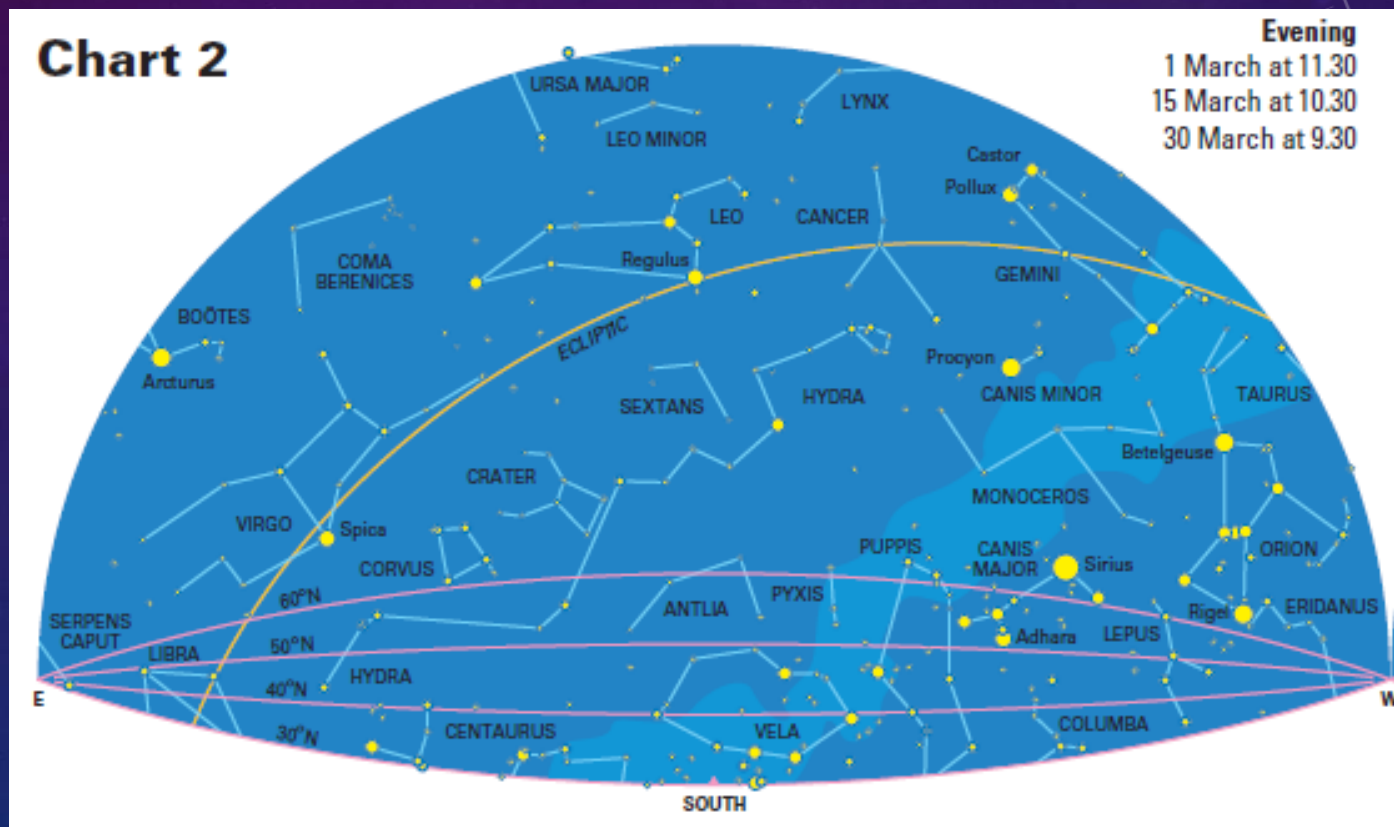 Chart 2
Evening
1 March at 11.30
15 March at 10.30
30 March at 9.30
URSA MAJOR
LYNX
LEO MINOR
Castor
Pollux
LEO
CANCER
COMA
BERENICES
Regulus
GEMINI
BOÖTES
ECLIPTIC
Arcturus
Procyon
SEXTANS
HYDRA
CANIS MINOR
TAURUS
Betelgeuse
CRATER
MONOCEROS
VIRGO
Spica
PUPPIS
CANIS
MAJOR
Sirius
ORION
CORVUS
60°N
ANTLIA
PYXIS
Rigel
ERIDANUS
SERPENS
CAPUT
Adhara
LEPUS
50°N
LIBRA
HYDRA
40°N
E
W
30°N
CENTAURUS
VELA
COLUMBA
SOUTH